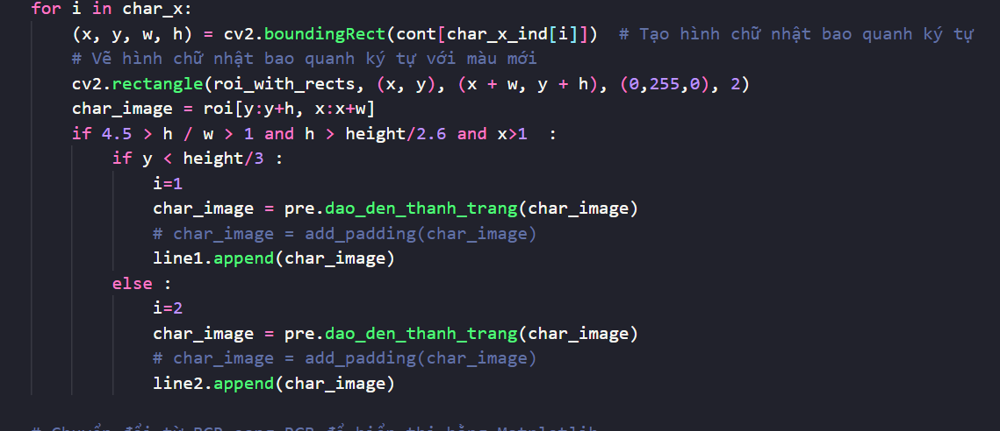 for i in char_x:
(x, y, w, h) = cv2.boundingRect(cont[char_x_ind[i]])  # Tạo hình chữ nhật bao quanh ký tự
# Vẽ hình chữ nhật bao quanh ký tự với màu mới
cv2.rectangle(roi_with_rects, (x, y), (x + w, y + h), (0,255,0), 2)
char_image = roi[y:y+h, x:x+w]
if 4.5 > h / w > 1 and h > height/2.6 and x>1  :
if y < height/3 :
i=1
char_image = pre.dao_den_thanh_trang(char_image)
# char_image = add_padding(char_image)
line1.append(char_image)
else :
i=2
char_image = pre.dao_den_thanh_trang(char_image)
# char_image = add_padding(char_image)
line2.append(char_image)